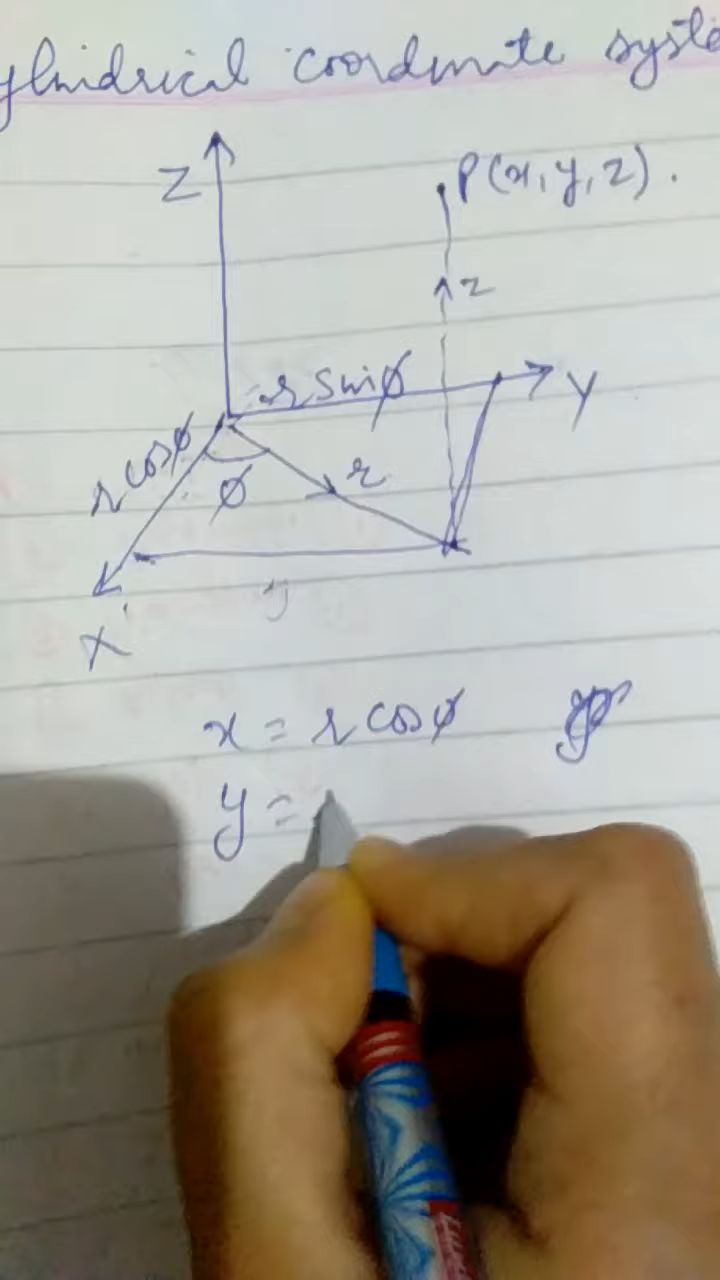 ylindrical coordinate syste
Z
P(x, y, z).
z
r sinϕ
Y
r cosϕ
ϕ
r
X
y
x = r cosϕ
y =